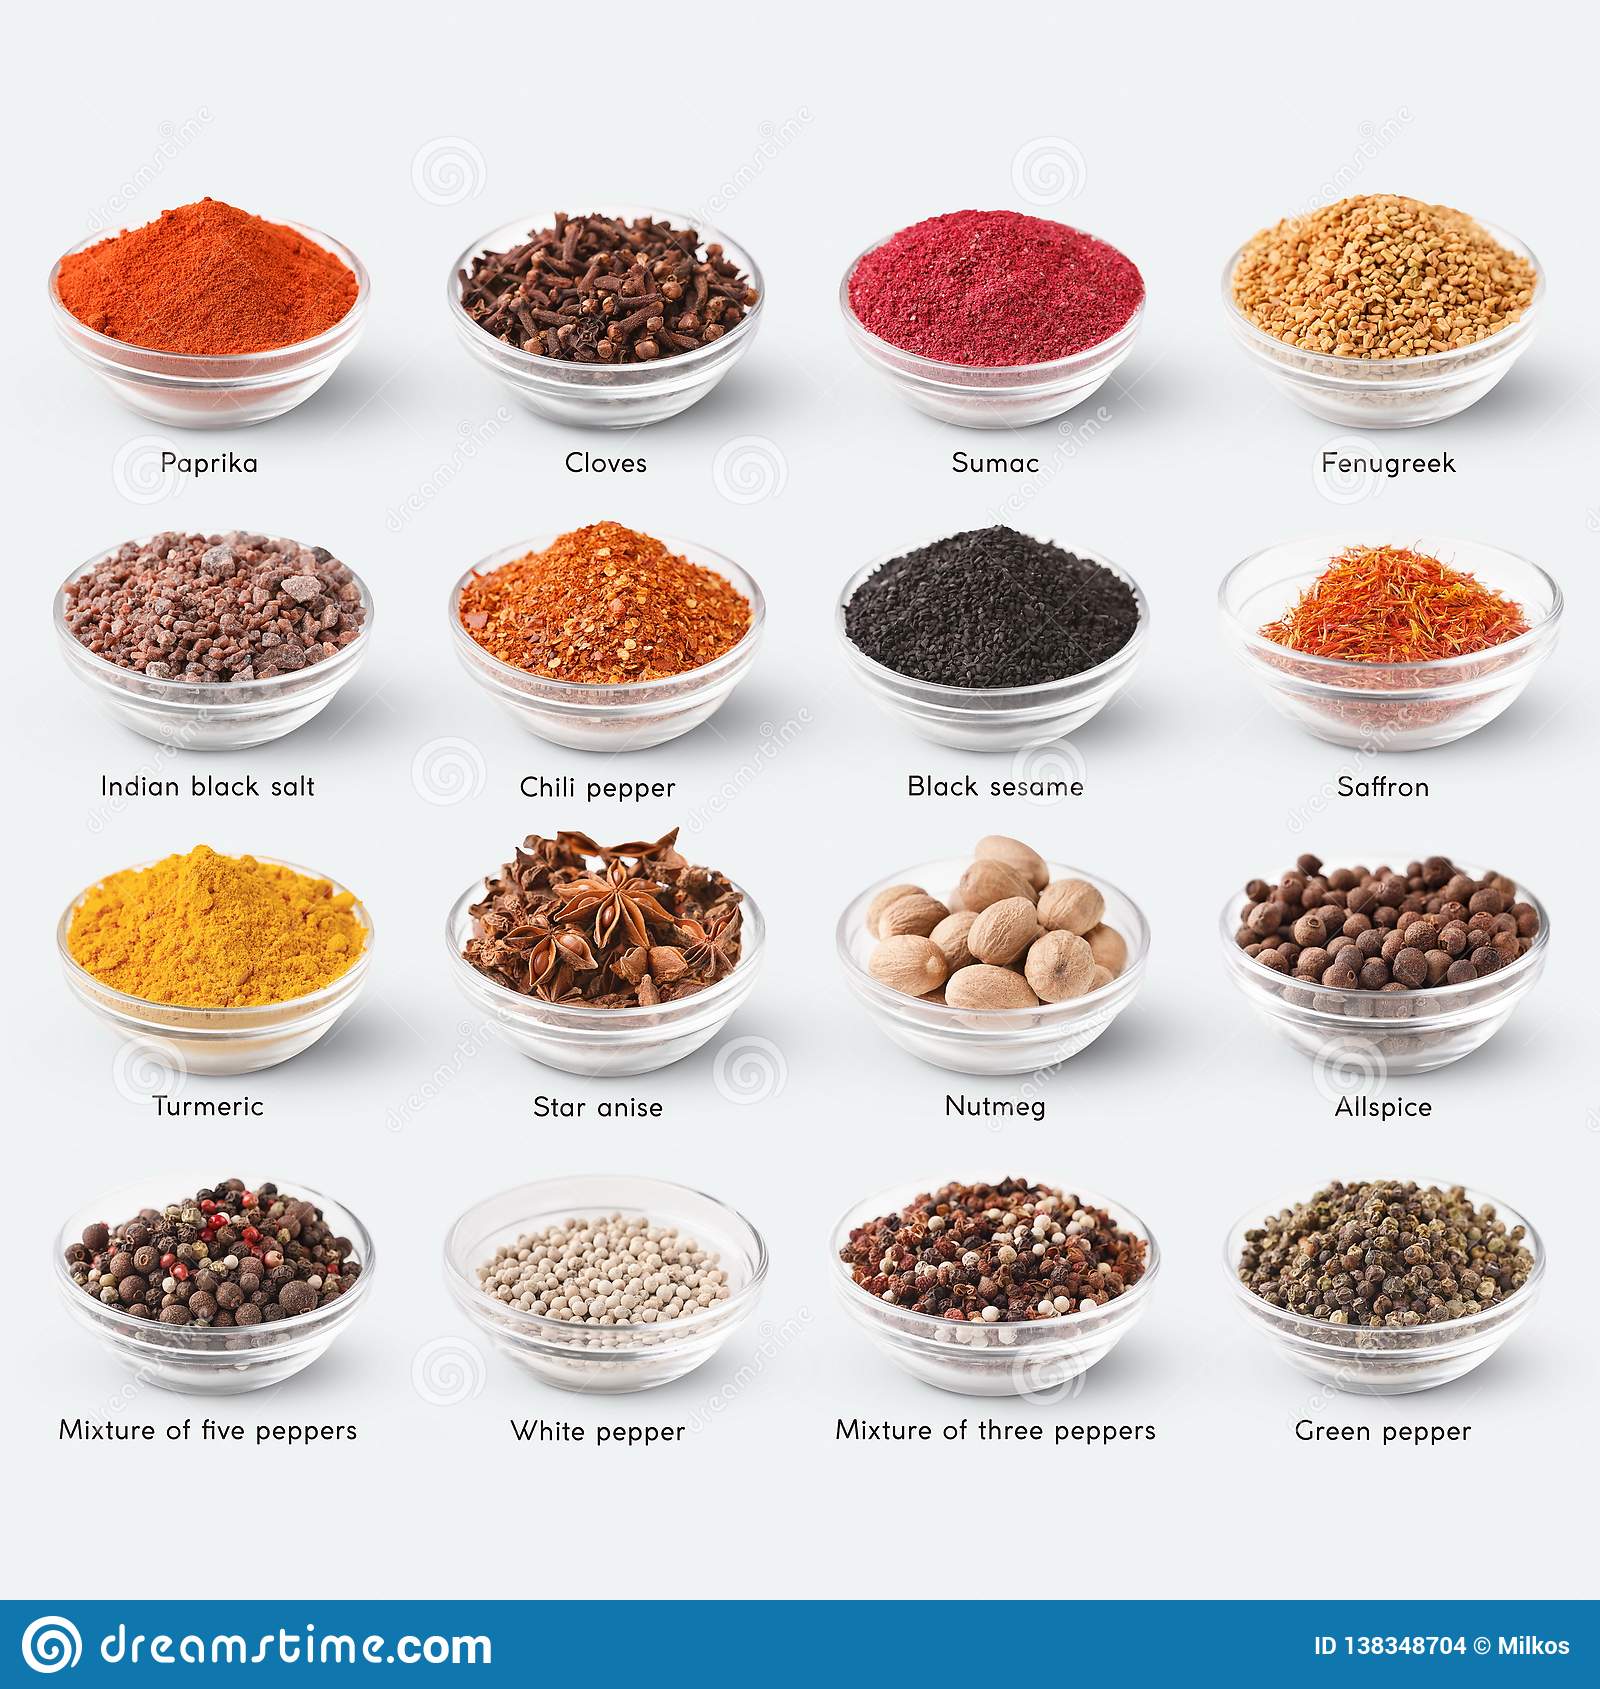 Paprika
Cloves
Sumac
Fenugreek
Indian black salt
Chili pepper
Black sesame
Saffron
Turmeric
Star anise
Nutmeg
Allspice
Mixture of five peppers
White pepper
Mixture of three peppers
Green pepper
dreamstime.com
ID 138348704 © Milkos